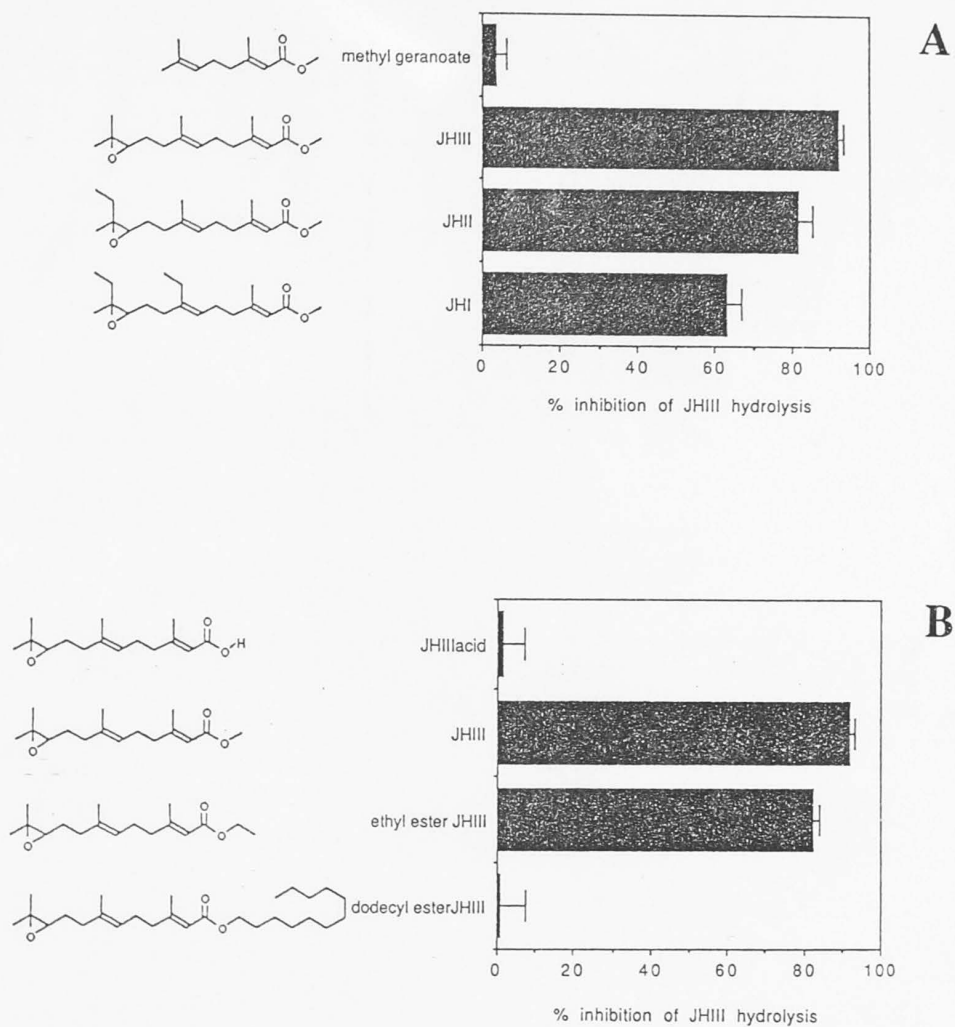 A
O
O
methyl geranoate
O
O
O
JHIII
O
O
O
JHII
O
O
O
JHI
0 20 40 60 80 100
% inhibition of JHIII hydrolysis
B
O
O H
O
JHIIIacid
O
O
O
JHIII
O
O
O
ethyl ester JHIII
O
O
O
dodecyl esterJHIII
0 20 40 60 80 100
% inhibition of JHIII hydrolysis